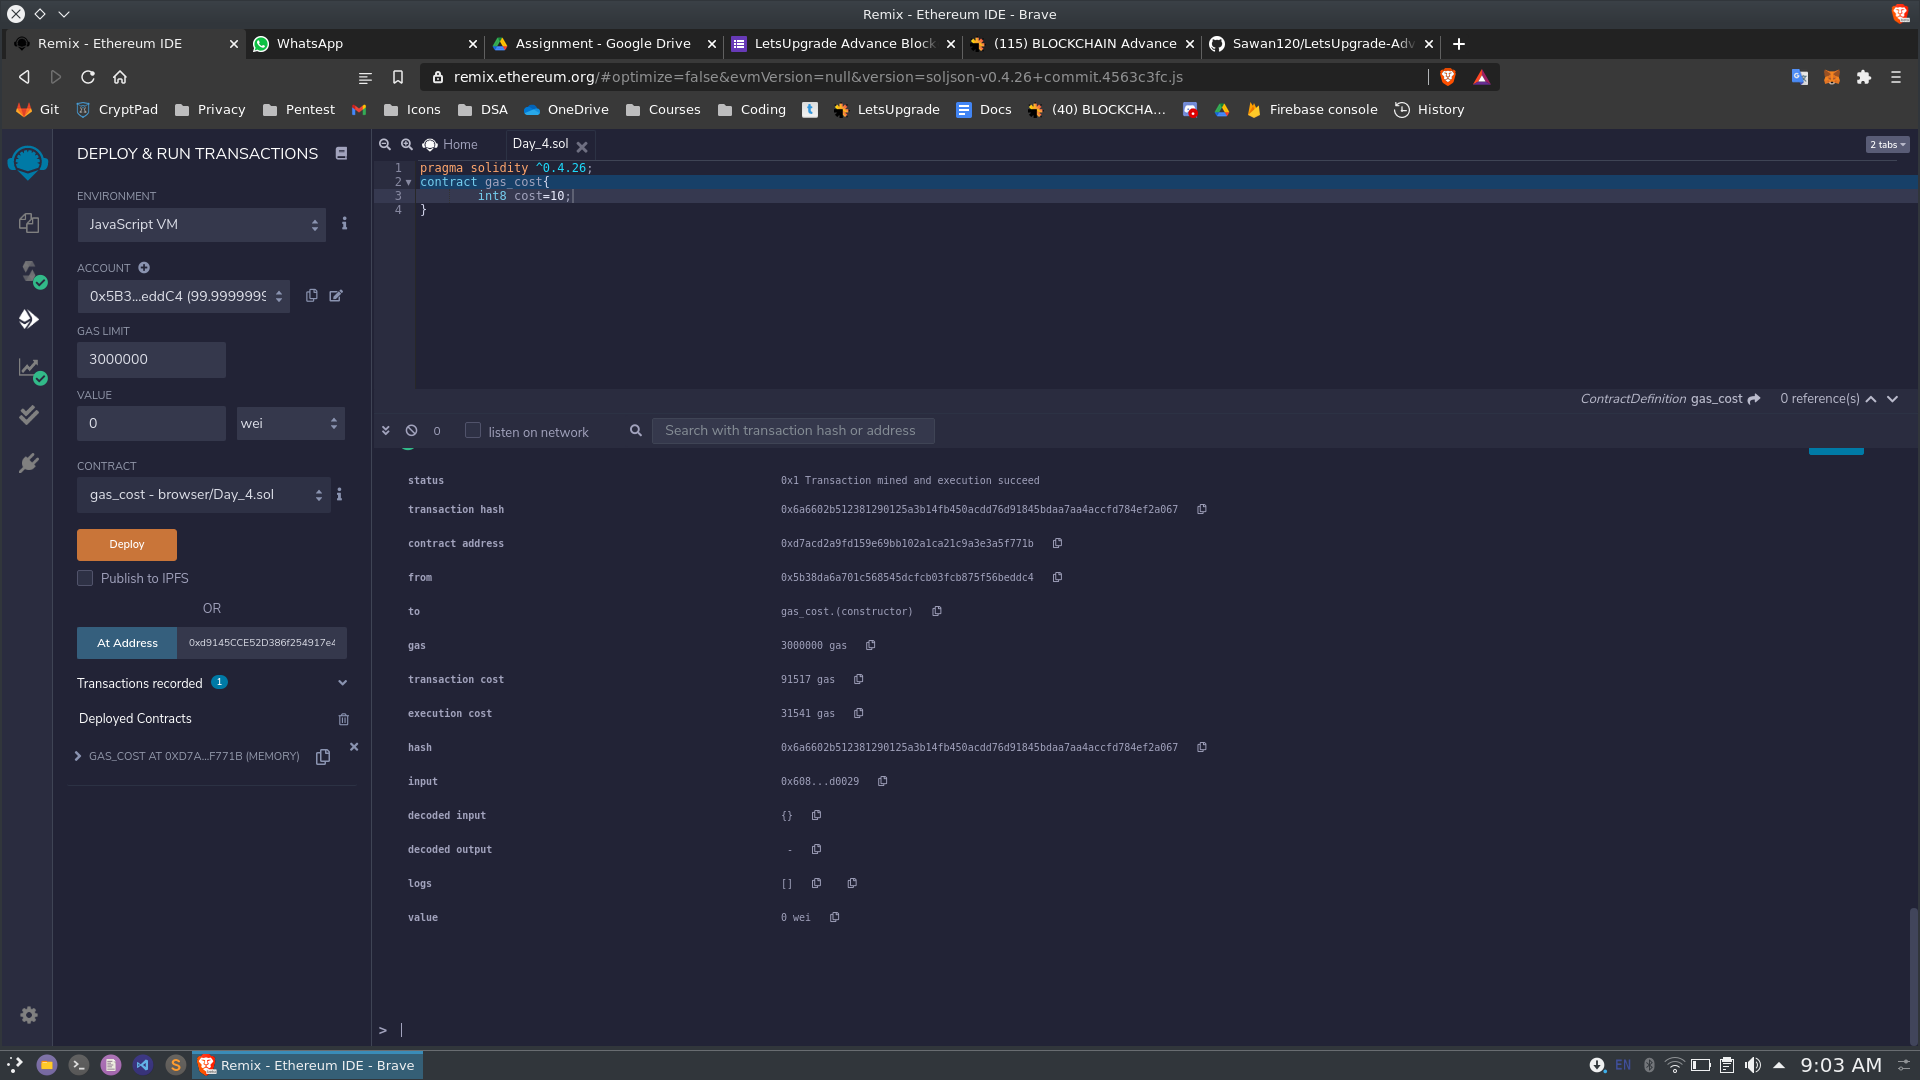 Remix - Ethereum IDE - Brave
Remix - Ethereum IDE
WhatsApp
Assignment - Google Drive
LetsUpgrade Advance Block
(115) BLOCKCHAIN Advance
Sawan120/LetsUpgrade-Adv
remix.ethereum.org/#optimize=false&evmVersion=null&version=soljson-v0.4.26+commit.4563c3fc.js
Git
CryptPad
Privacy
Pentest
Icons
DSA
OneDrive
Courses
Coding
LetsUpgrade
Docs
(40) BLOCKCHA...
Firebase console
History
DEPLOY & RUN TRANSACTIONS
ENVIRONMENT
JavaScript VM
ACCOUNT
0x5B3...eddC4 (99.9999999
GAS LIMIT
3000000
VALUE
0
wei
CONTRACT
gas_cost - browser/Day_4.sol
Deploy
Publish to IPFS
OR
At Address
0xd9145CCE52D386f254917e4
Transactions recorded 1
Deployed Contracts
GAS_COST AT 0XD7A...F771B (MEMORY)
Home
Day_4.sol
2 tabs
1 pragma solidity ^0.4.26;
2 contract gas_cost{
3 int8 cost=10;
4 }
ContractDefinition gas_cost
0 reference(s)
0
listen on network
Search with transaction hash or address
status 0x1 Transaction mined and execution succeed
transaction hash 0x6a6602b512381290125a3b14fb450acdd76d91845bdaa7aa4accfd784ef2a067
contract address 0xd7acd2a9fd159e69bb102a1ca21c9a3e3a5f771b
from 0x5b38da6a701c568545dcfcb03fcb875f56beddc4
to gas_cost.(constructor)
gas 3000000 gas
transaction cost 91517 gas
execution cost 31541 gas
hash 0x6a6602b512381290125a3b14fb450acdd76d91845bdaa7aa4accfd784ef2a067
input 0x608...d0029
decoded input {}
decoded output -
logs []
value 0 wei
>
Remix - Ethereum IDE - Brave
EN
9:03 AM